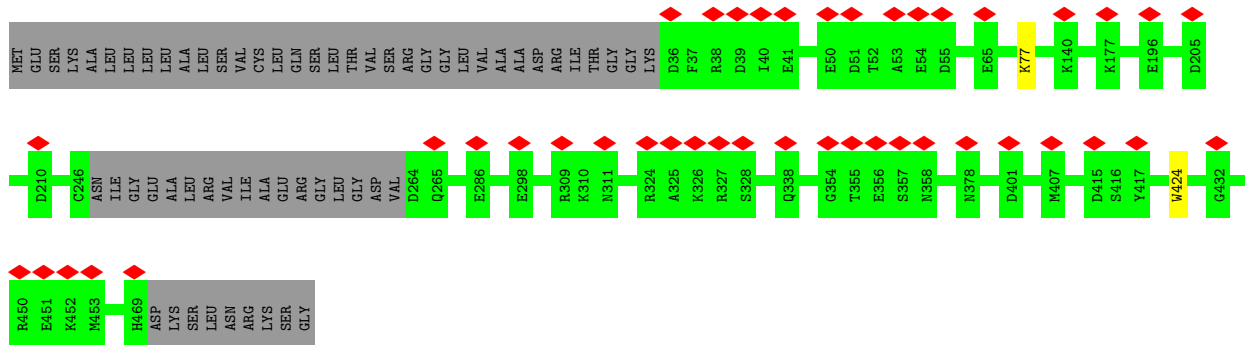 MET GLU SER LYS ALA LEU LEU LEU LEU ALA LEU SER VAL CYS LEU GLN SER LEU THR VAL SER ARG GLY GLY LEU VAL ALA ALA ASP ARG ILE THR GLY GLY LYS D36 F37 R38 D39 I40 E41 E50 D51 T52 A53 E54 D55 E65 K77 K140 K177 E196 D205
D210 C246 ASN ILE GLY GLU ALA LEU ARG VAL ILE ALA GLU ARG GLY LEU GLY ASP VAL D264 Q265 E286 E298 R309 K310 N311 R324 A325 K326 R327 S328 Q338 G354 T355 E356 S357 N358 N378 D401 M407 D415 S416 Y417 W424 G432
R450 E451 K452 M453 H469 ASP LYS SER LEU ASN ARG LYS SER GLY